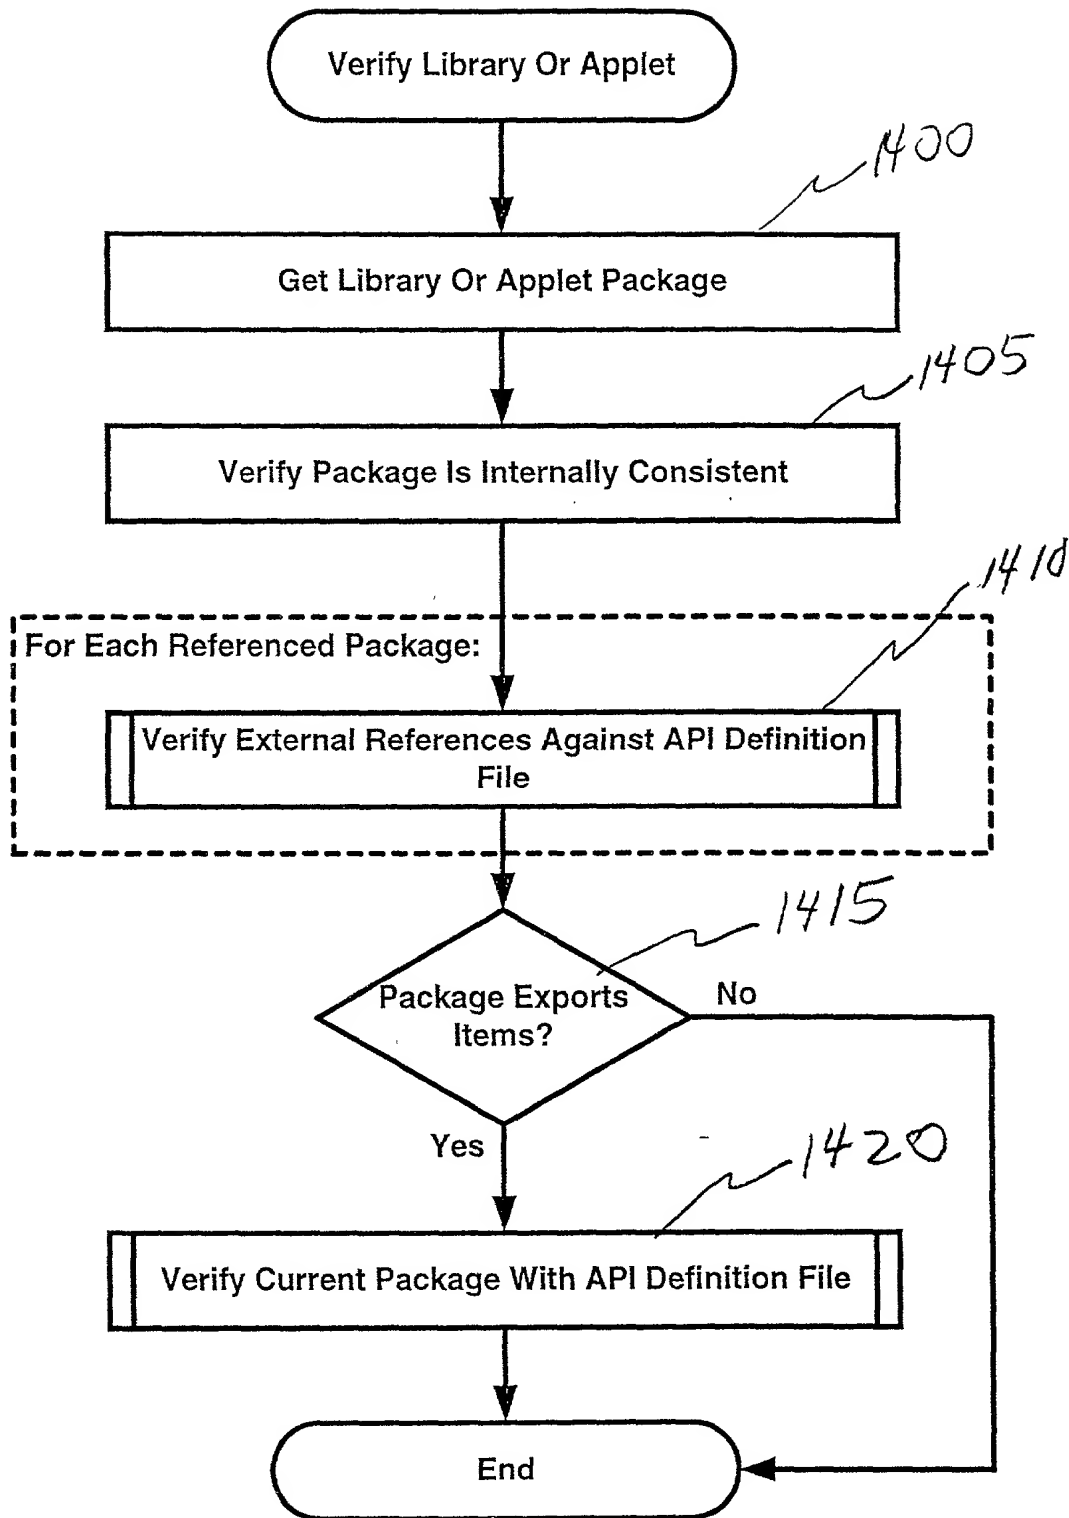 Verify Library Or Applet
1400
Get Library Or Applet Package
1405
Verify Package Is Internally Consistent
1410
For Each Referenced Package:
Verify External References Against API Definition
File
1415
Package Exports
Items?
No
Yes
1420
Verify Current Package With API Definition File
End